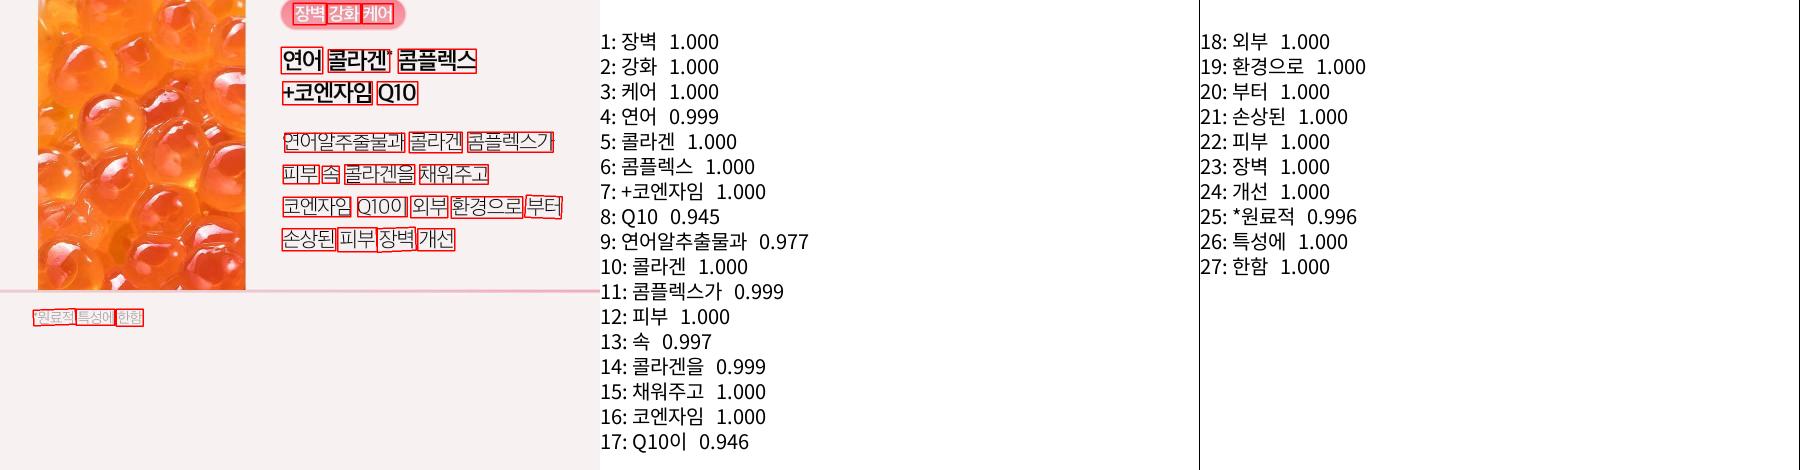 장벽 강화 케어
연어 콜라겐* 콤플렉스
+코엔자임 Q10
연어알추출물과 콜라겐 콤플렉스가
피부 속 콜라겐을 채워주고
코엔자임 Q10이 외부 환경으로 부터
손상된 피부 장벽 개선
*원료적 특성에 한함
1: 장벽 1.000
2: 강화 1.000
3: 케어 1.000
4: 연어 0.999
5: 콜라겐 1.000
6: 콤플렉스 1.000
7: +코엔자임 1.000
8: Q10 0.945
9: 연어알추출물과 0.977
10: 콜라겐 1.000
11: 콤플렉스가 0.999
12: 피부 1.000
13: 속 0.997
14: 콜라겐을 0.999
15: 채워주고 1.000
16: 코엔자임 1.000
17: Q10이 0.946
18: 외부 1.000
19: 환경으로 1.000
20: 부터 1.000
21: 손상된 1.000
22: 피부 1.000
23: 장벽 1.000
24: 개선 1.000
25: *원료적 0.996
26: 특성에 1.000
27: 한함 1.000